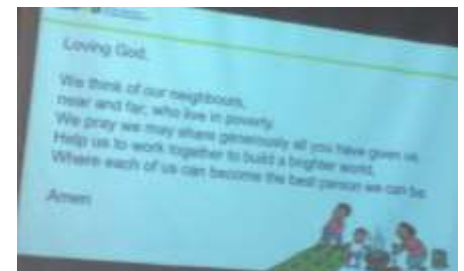 Loving God,
We think of our neighbours,
near and far, who live in poverty.
We pray we may share generously all you have given us.
Help us to work together to build a brighter world,
Where each of us can become the best person we can be.
Amen